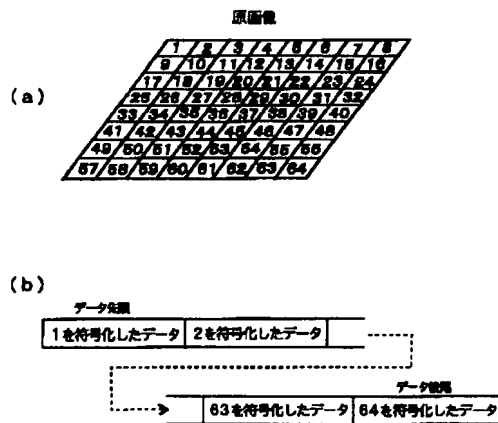 原画像
(a)
1 2 3 4 5 6 7 8
9 10 11 12 13 14 15 16
17 18 19 20 21 22 23 24
25 26 27 28 29 30 31 32
33 34 35 36 37 38 39 40
41 42 43 44 45 46 47 48
49 50 51 52 53 54 55 56
57 58 59 60 61 62 63 64
(b)
データ先頭
1を符号化したデータ 2を符号化したデータ
データ後尾
63を符号化したデータ 64を符号化したデータ